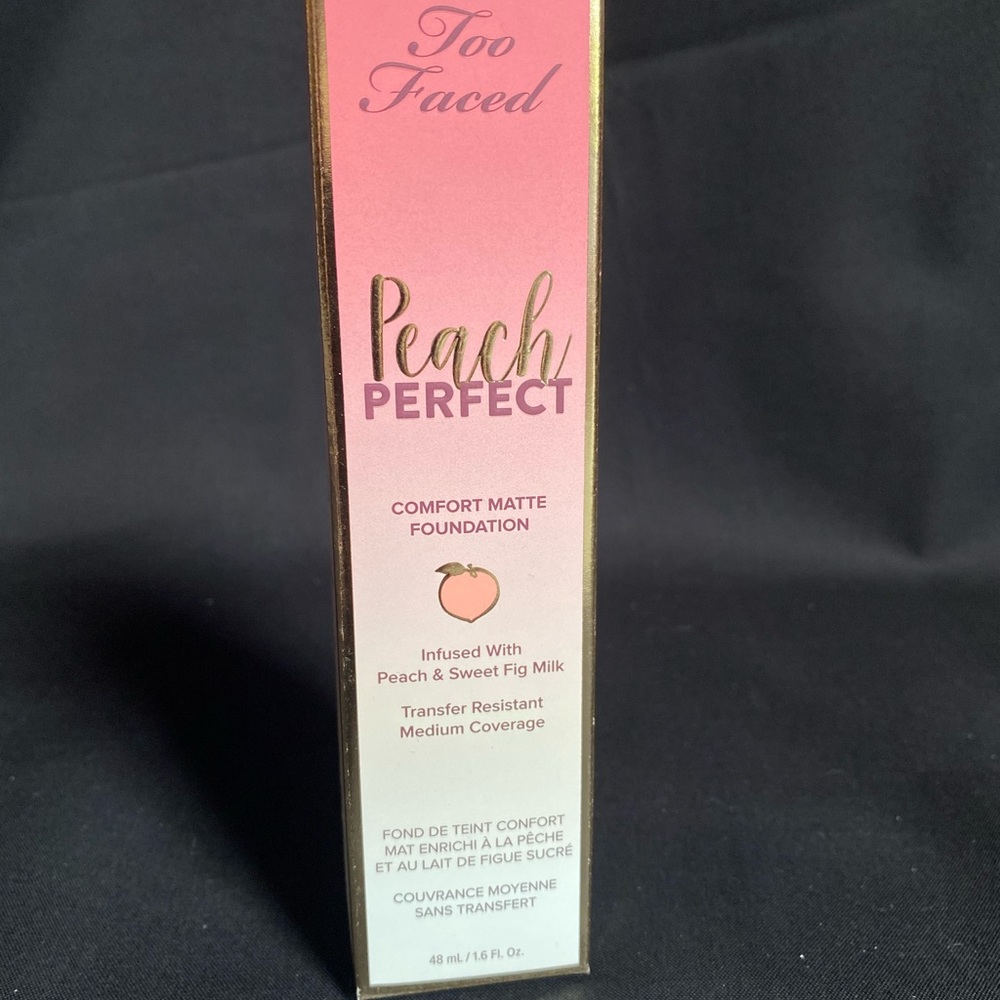 Too
Faced
Peach
PERFECT
COMFORT MATTE
FOUNDATION
Infused With
Peach & Sweet Fig Milk
Transfer Resistant
Medium Coverage
FOND DE TEINT CONFORT
MAT ENRICHI À LA PÊCHE
ET AU LAIT DE FIGUE SUCRÉ
COUVRANCE MOYENNE
SANS TRANSFERT
48 mL / 1.6 Fl. Oz.